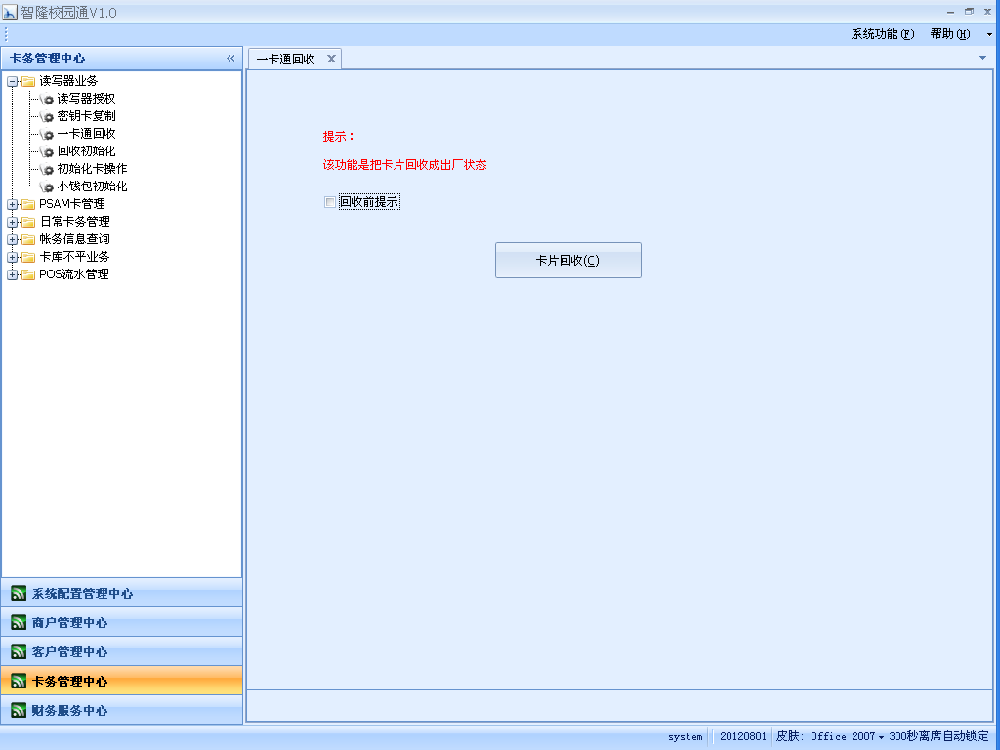 智隆校园通V1.0
系统功能(F) 帮助(H)
卡务管理中心
一卡通回收
读写器业务
读写器授权
密钥卡复制
一卡通回收
回收初始化
初始化卡操作
小钱包初始化
PSAM卡管理
日常卡务管理
帐务信息查询
卡库不平业务
POS流水管理
提示：
该功能是把卡片回收成出厂状态
回收前提示
卡片回收(C)
系统配置管理中心
商户管理中心
客户管理中心
卡务管理中心
财务服务中心
system 20120801 皮肤: Office 2007 300秒离席自动锁定